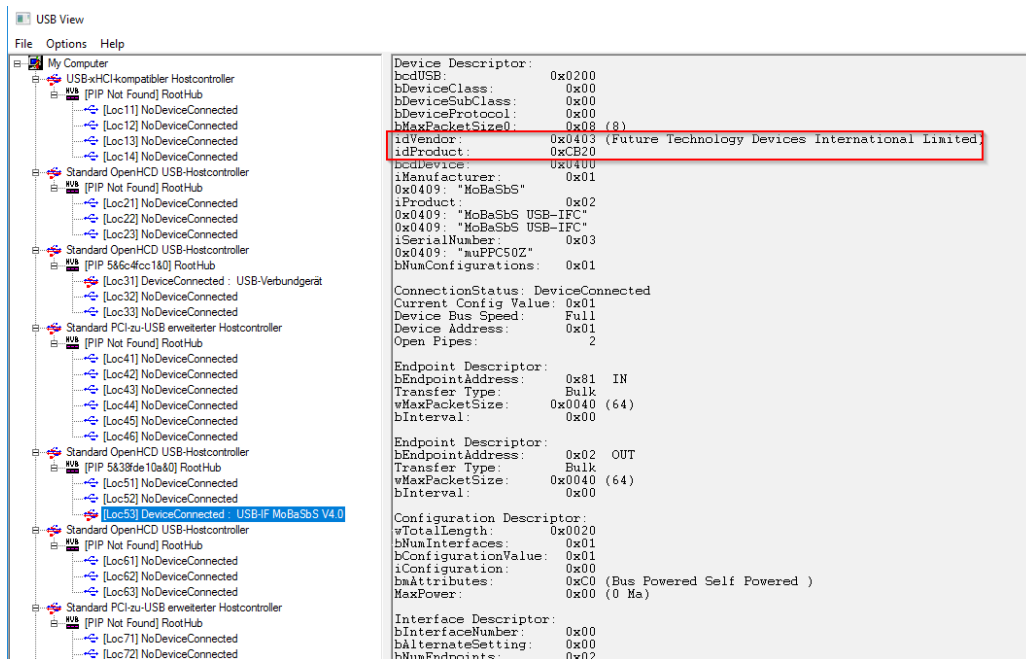 USB View
File Options Help
My Computer
USB-xHCI-kompatibler Hostcontroller
[PIP Not Found] RootHub
[Loc11] NoDeviceConnected
[Loc12] NoDeviceConnected
[Loc13] NoDeviceConnected
[Loc14] NoDeviceConnected
Standard OpenHCD USB-Hostcontroller
[PIP Not Found] RootHub
[Loc21] NoDeviceConnected
[Loc22] NoDeviceConnected
[Loc23] NoDeviceConnected
Standard OpenHCD USB-Hostcontroller
[PIP 5&6c4fcc1&0] RootHub
[Loc31] DeviceConnected : USB-Verbundgerät
[Loc32] NoDeviceConnected
[Loc33] NoDeviceConnected
Standard PCI-zu-USB erweiterter Hostcontroller
[PIP Not Found] RootHub
[Loc41] NoDeviceConnected
[Loc42] NoDeviceConnected
[Loc43] NoDeviceConnected
[Loc44] NoDeviceConnected
[Loc45] NoDeviceConnected
[Loc46] NoDeviceConnected
Standard OpenHCD USB-Hostcontroller
[PIP 5&38fde10a&0] RootHub
[Loc51] NoDeviceConnected
[Loc52] NoDeviceConnected
[Loc53] DeviceConnected : USB-IF MoBaSbS V4.0
Standard OpenHCD USB-Hostcontroller
[PIP Not Found] RootHub
[Loc61] NoDeviceConnected
[Loc62] NoDeviceConnected
[Loc63] NoDeviceConnected
Standard PCI-zu-USB erweiterter Hostcontroller
[PIP Not Found] RootHub
[Loc71] NoDeviceConnected
[Loc72] NoDeviceConnected
Device Descriptor:
bcdUSB: 0x0200
bDeviceClass: 0x00
bDeviceSubClass: 0x00
bDeviceProtocol: 0x00
bMaxPacketSize0: 0x08 (8)
idVendor: 0x0403 (Future Technology Devices International Limited)
idProduct: 0xCB20
bcdDevice: 0x0400
iManufacturer: 0x01
0x0409: "MoBaSbS"
iProduct: 0x02
0x0409: "MoBaSbS USB-IFC"
0x0409: "MoBaSbS USB-IFC"
iSerialNumber: 0x03
0x0409: "muPPC50Z"
bNumConfigurations: 0x01
ConnectionStatus: DeviceConnected
Current Config Value: 0x01
Device Bus Speed: Full
Device Address: 0x01
Open Pipes: 2
Endpoint Descriptor:
bEndpointAddress: 0x81 IN
Transfer Type: Bulk
wMaxPacketSize: 0x0040 (64)
bInterval: 0x00
Endpoint Descriptor:
bEndpointAddress: 0x02 OUT
Transfer Type: Bulk
wMaxPacketSize: 0x0040 (64)
bInterval: 0x00
Configuration Descriptor:
wTotalLength: 0x0020
bNumInterfaces: 0x01
bConfigurationValue: 0x01
iConfiguration: 0x00
bmAttributes: 0xC0 (Bus Powered Self Powered )
MaxPower: 0x00 (0 Ma)
Interface Descriptor:
bInterfaceNumber: 0x00
bAlternateSetting: 0x00
bNumEndpoints: 0x02